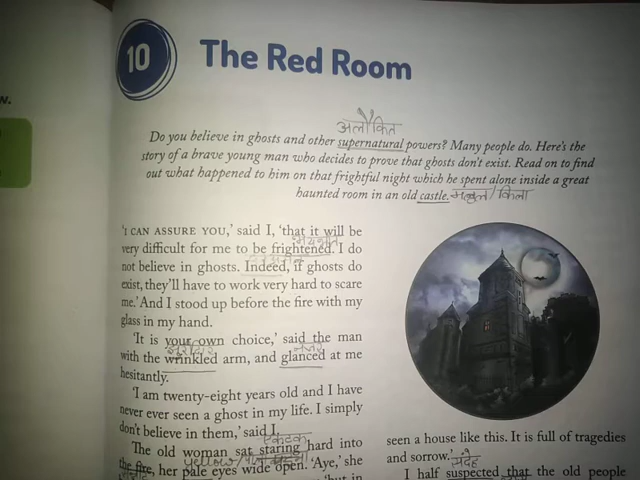 w.
10
The Red Room
अलौकित
Do you believe in ghosts and other supernatural powers? Many people do. Here's the
story of a brave young man who decides to prove that ghosts don't exist. Read on to find
out what happened to him on that frightful night which he spent alone inside a great
haunted room in an old castle. महल/किला
'I CAN ASSURE YOU,' said I, 'that it will be
भयभीत
very difficult for me to be frightened. I do
not believe in ghosts. Indeed, if ghosts do
exist, they'll have to work very hard to scare
me.' And I stood up before the fire with my
glass in my hand.
'It is your own choice,' said the man
झुर्रीदार नजर
with the wrinkled arm, and glanced at me
hesitantly.
'I am twenty-eight years old and I have
never ever seen a ghost in my life. I simply
don't believe in them,' said I.
एकटक
The old woman sat staring hard into
yellow
the fire, her pale eyes wide open. 'Aye,' she
'but in
seen a house like this. It is full of tragedies
and sorrow.' संदेह
I half suspected that the old people